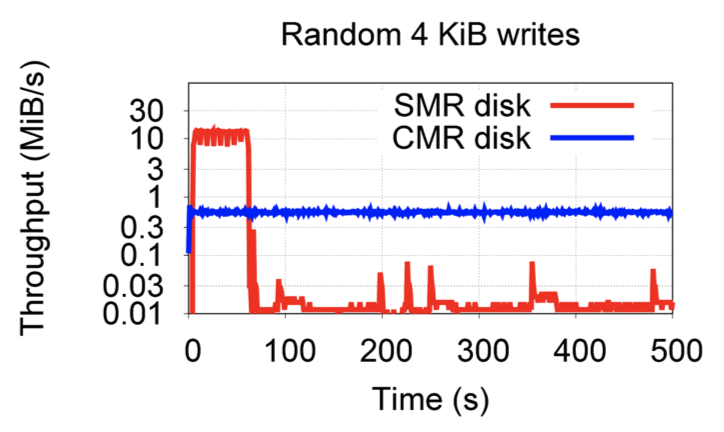 Random 4 KiB writes
Throughput (MiB/s)
SMR disk
CMR disk
30
10
3
1
0.3
0.1
0.03
0.01
0 100 200 300 400 500
Time (s)